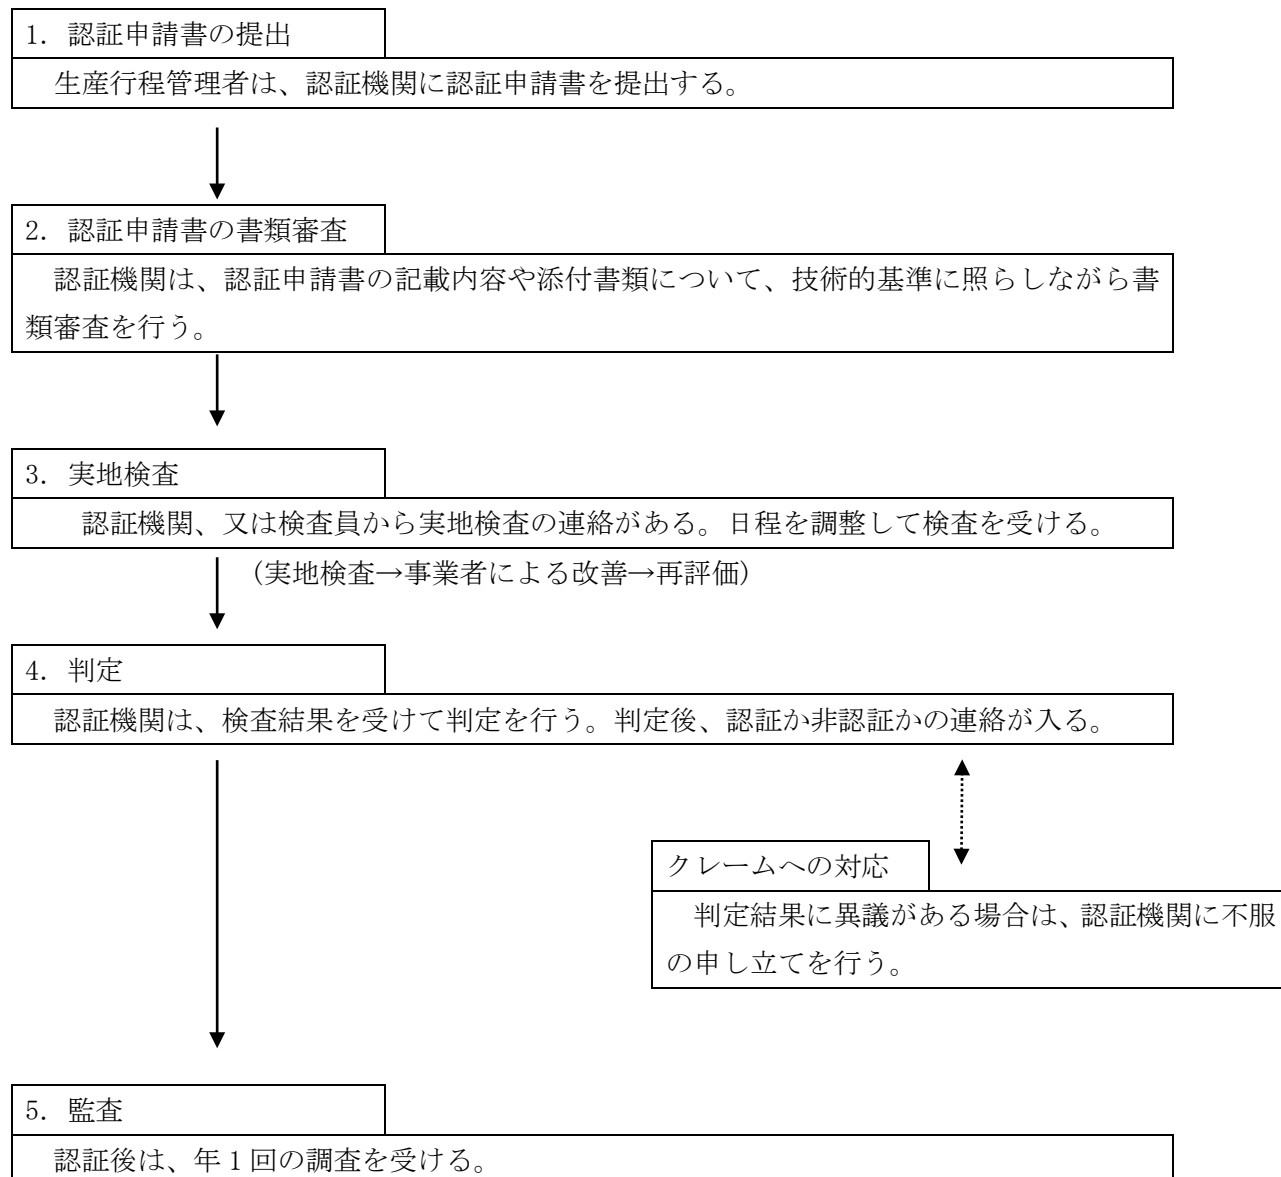 1. 認証申請書の提出
生産行程管理者は、認証機関に認証申請書を提出する。
2. 認証申請書の書類審査
認証機関は、認証申請書の記載内容や添付書類について、技術的基準に照らしながら書
類審査を行う。
3. 実地検査
認証機関、又は検査員から実地検査の連絡がある。日程を調整して検査を受ける。
(実地検査→事業者による改善→再評価)
4. 判定
認証機関は、検査結果を受けて判定を行う。判定後、認証か非認証かの連絡が入る。
クレームへの対応
判定結果に異議がある場合は、認証機関に不服
の申し立てを行う。
5. 監査
認証後は、年1回の調査を受ける。